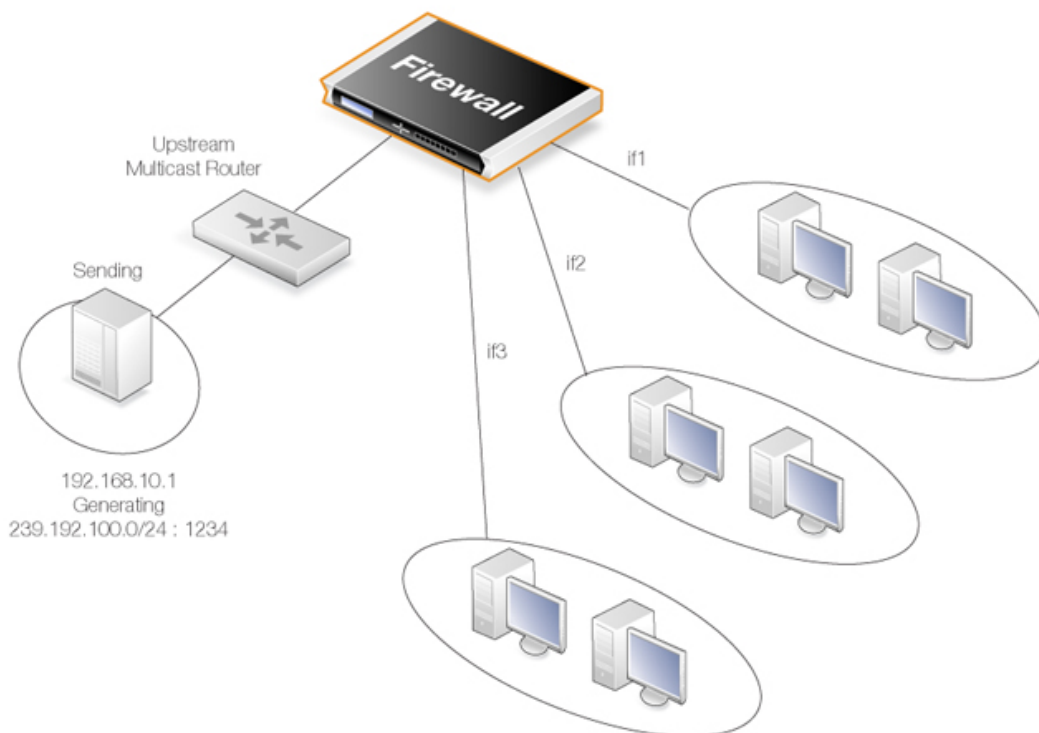 Firewall
Upstream
Multicast Router
if1
Sending
if2
if3
192.168.10.1
Generating
239.192.100.0/24 : 1234